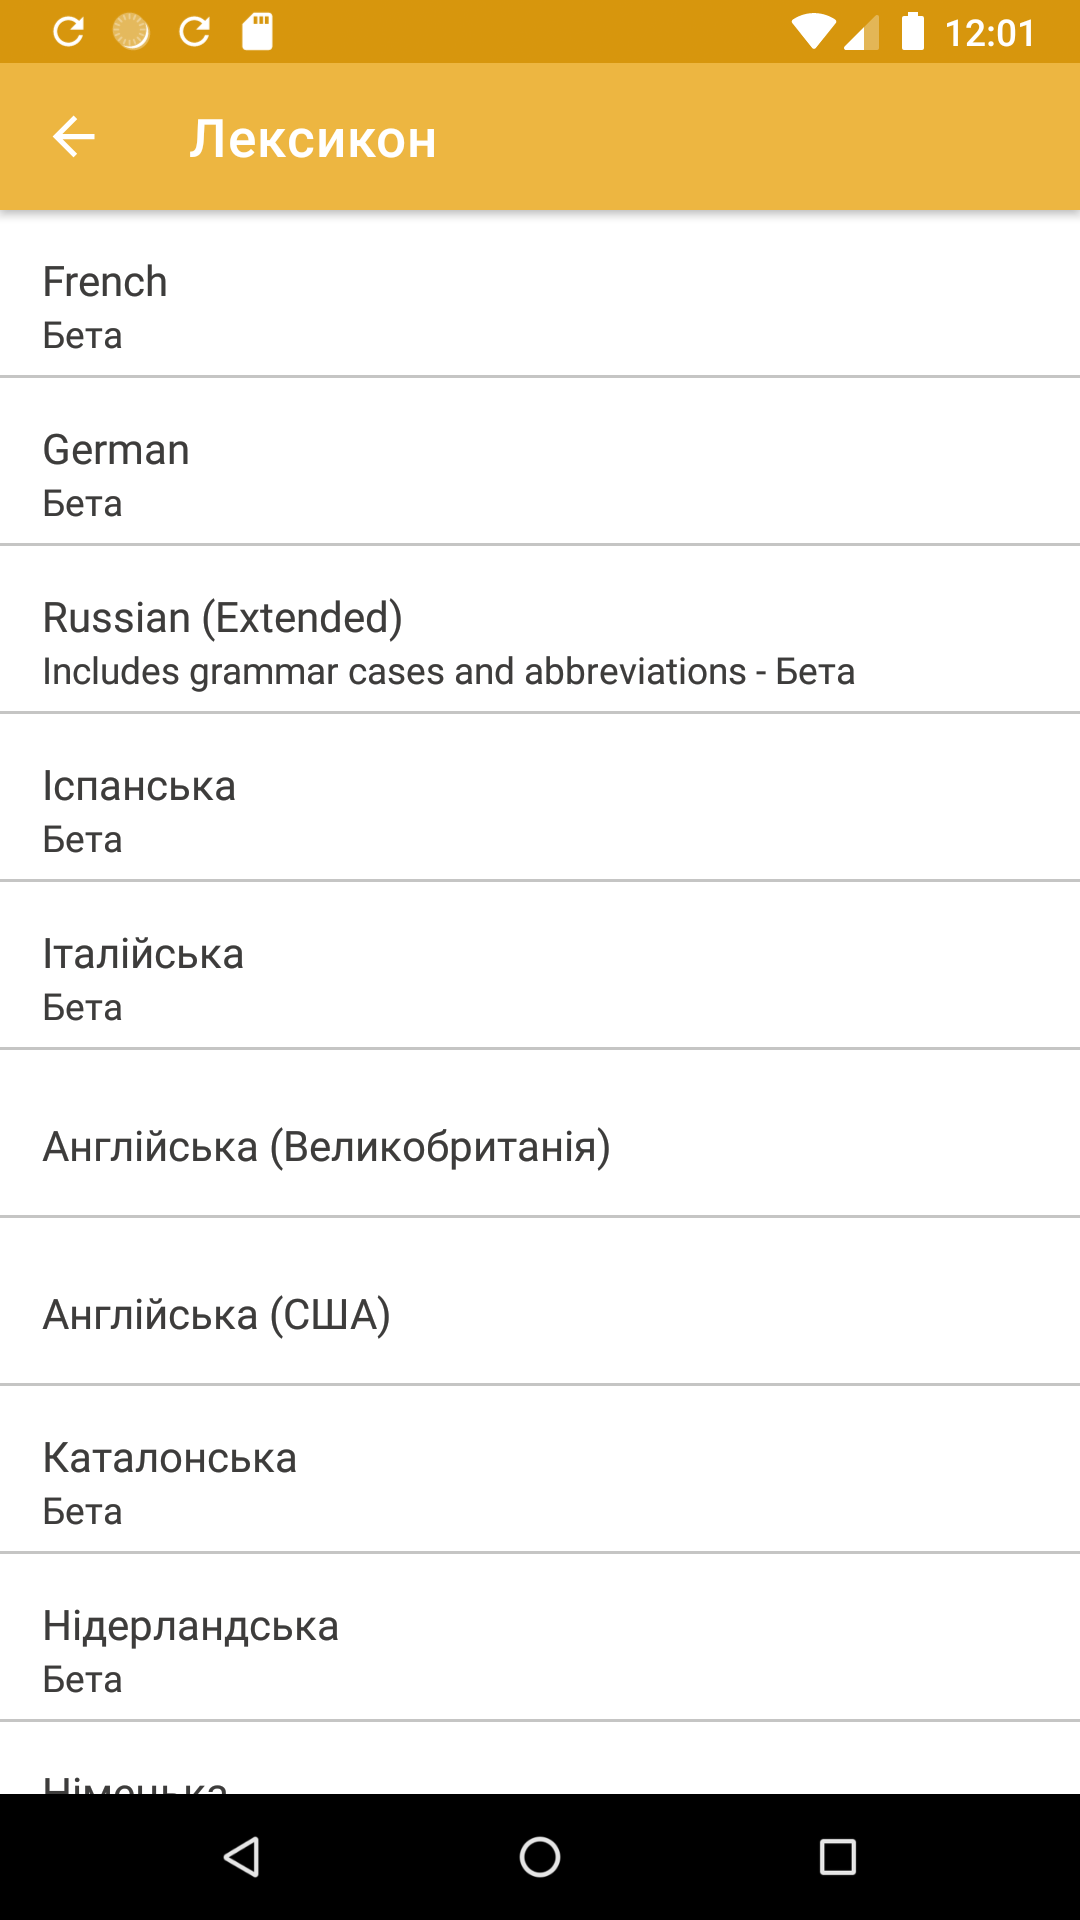 12:01
Лексикон
French
Бета
German
Бета
Russian (Extended)
Includes grammar cases and abbreviations - Бета
Іспанська
Бета
Італійська
Бета
Англійська (Великобританія)
Англійська (США)
Каталонська
Бета
Нідерландська
Бета
Німецька